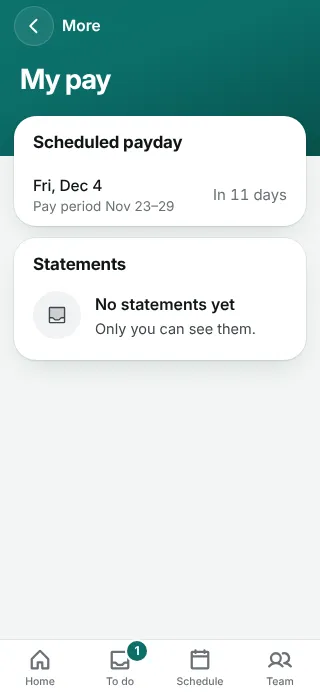 More
My pay
Scheduled payday
Fri, Dec 4
Pay period Nov 23–29
In 11 days
Statements
No statements yet
Only you can see them.
1
Home
To do
Schedule
Team